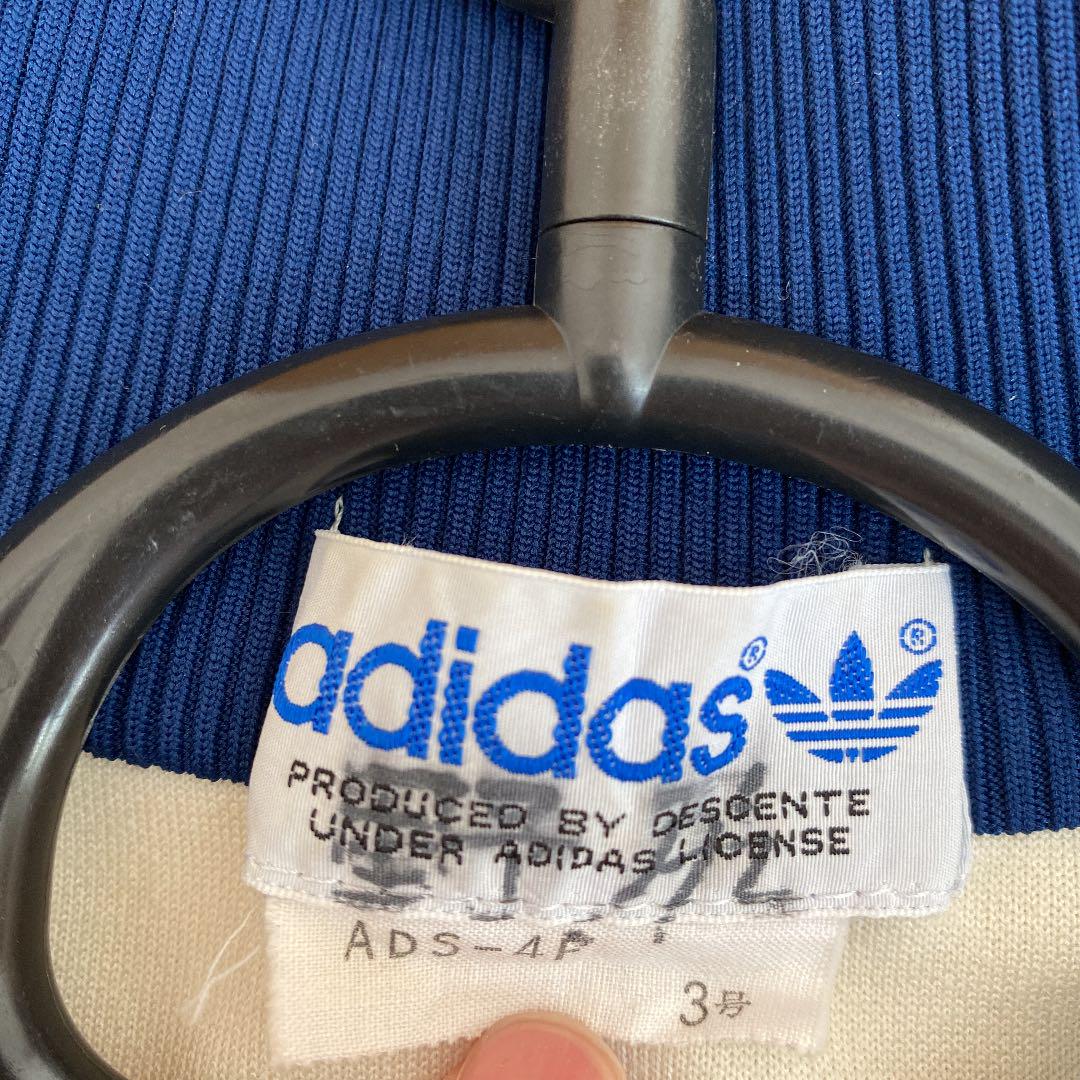 adidas®
®
PRODUCED BY DESCENTE
UNDER ADIDAS LICENSE
ADS-4P
3号